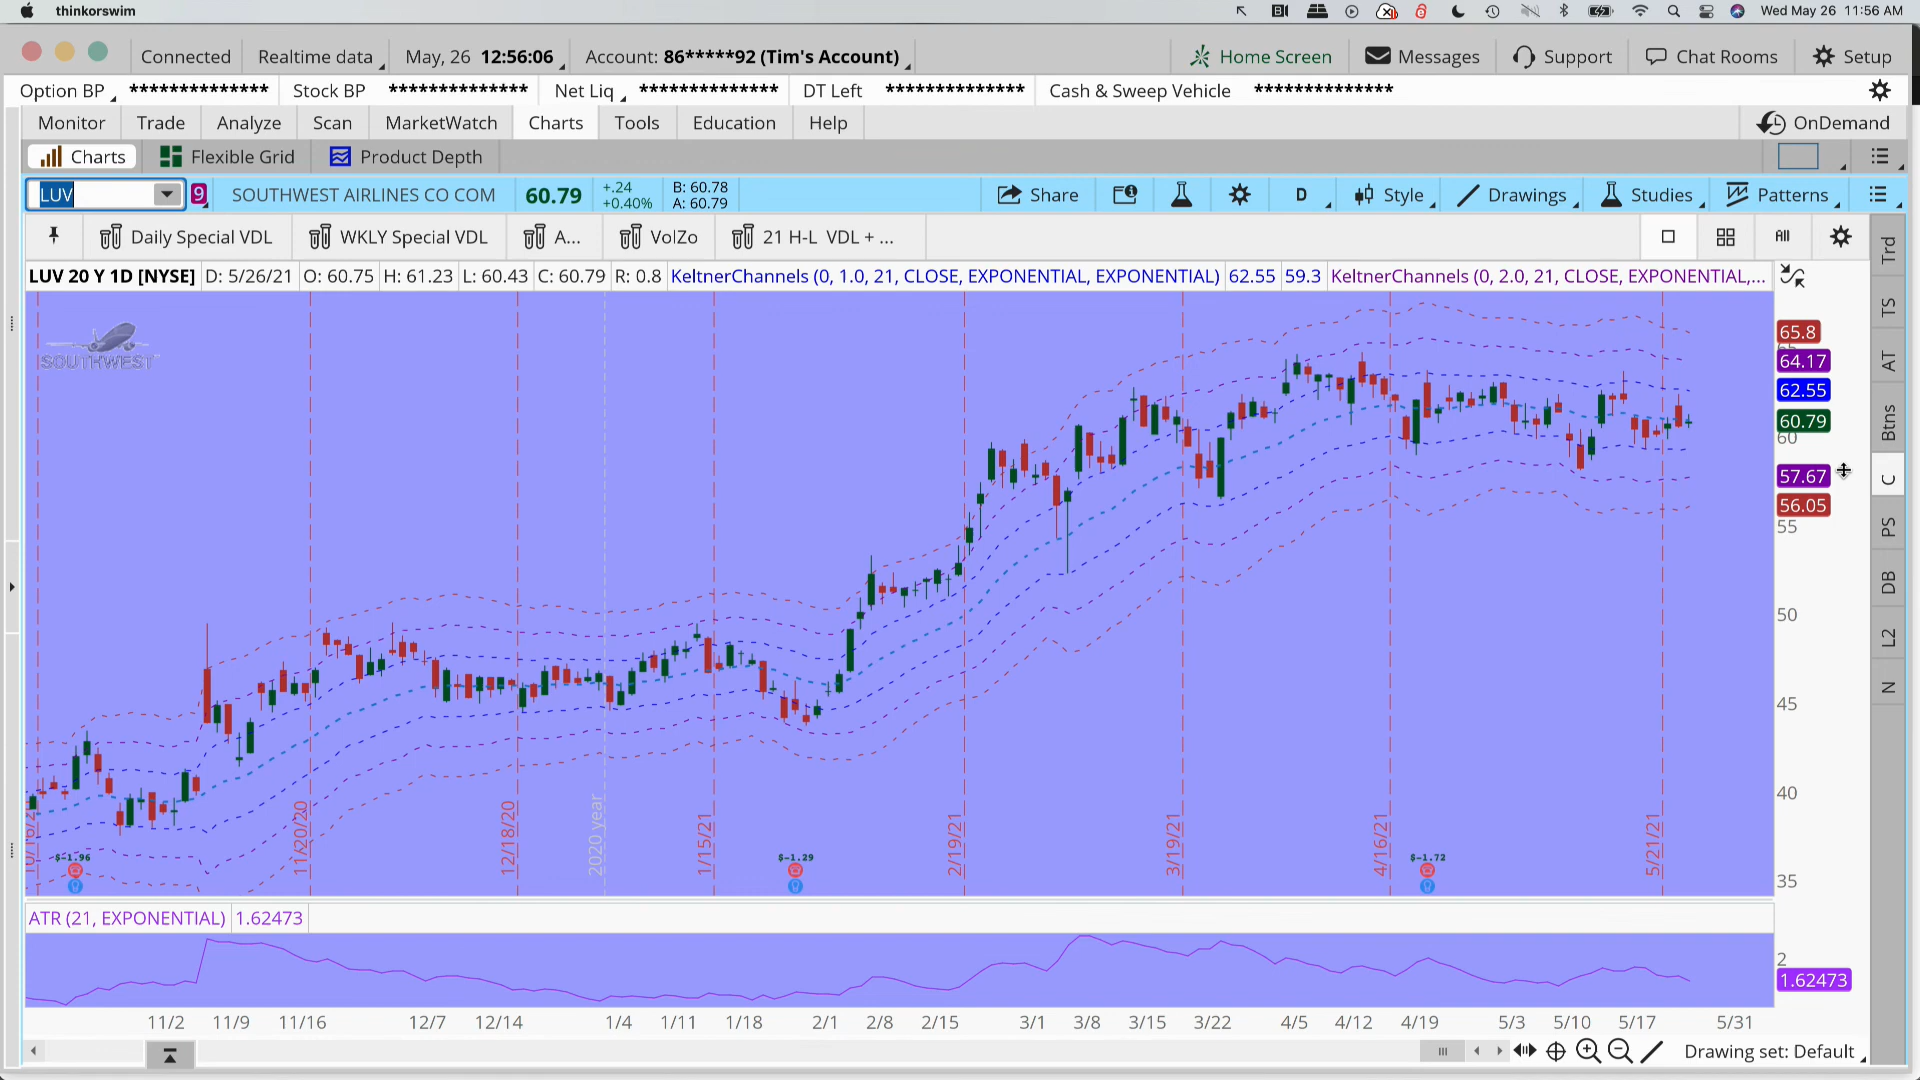 thinkorswim Wed May 26 11:56 AM
Connected Realtime data May, 26 12:56:06 Account: 86*****92 (Tim's Account) Home Screen Messages Support Chat Rooms Setup
Option BP ************** Stock BP ************** Net Liq ************** DT Left ************** Cash & Sweep Vehicle **************
Monitor Trade Analyze Scan MarketWatch Charts Tools Education Help OnDemand
Charts Flexible Grid Product Depth
LUV 9 SOUTHWEST AIRLINES CO COM 60.79 +.24 B: 60.78 Share D Style Drawings Studies Patterns
+0.40% A: 60.79
Daily Special VDL WKLY Special VDL A... VolZo 21 H-L VDL + ... All
LUV 20 Y 1D [NYSE] D: 5/26/21 O: 60.75 H: 61.23 L: 60.43 C: 60.79 R: 0.8 KeltnerChannels (0, 1.0, 21, CLOSE, EXPONENTIAL, EXPONENTIAL) 62.55 59.3 KeltnerChannels (0, 2.0, 21, CLOSE, EXPONENTIAL,...
SOUTHWEST
65.8
64.17
62.55
60.79
60
57.67
56.05
55
50
45
40
35
11/20/20 12/18/20 2020 year 1/15/21 2/19/21 3/19/21 4/16/21 5/21/21
$-1.96 $-1.29 $-1.72
ATR (21, EXPONENTIAL) 1.62473
2
1.62473
11/2 11/9 11/16 12/7 12/14 1/4 1/11 1/18 2/1 2/8 2/15 3/1 3/8 3/15 3/22 4/5 4/12 4/19 5/3 5/10 5/17 5/31
Drawing set: Default
Trd
TS
AT
Btns
C
PS
DB
L2
N